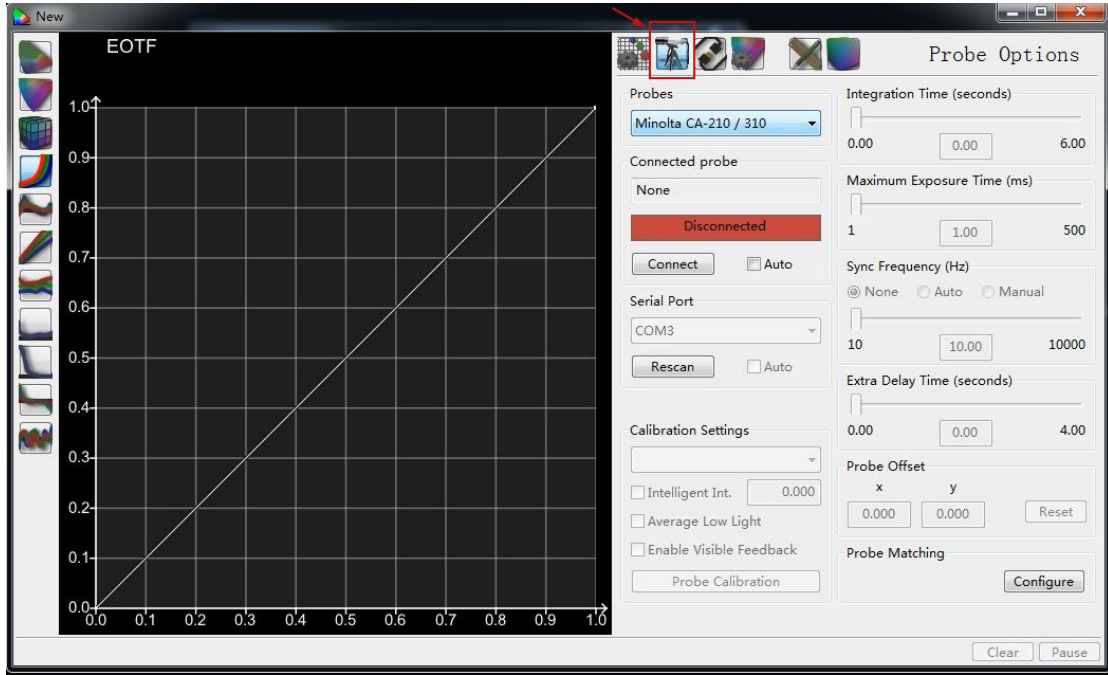 New
EOTF
1.0
0.9
0.8
0.7
0.6
0.5
0.4
0.3
0.2
0.1
0.0
0.0 0.1 0.2 0.3 0.4 0.5 0.6 0.7 0.8 0.9 1.0
Probe Options
Probes
Minolta CA-210 / 310
Connected probe
None
Disconnected
Connect Auto
Serial Port
COM3
Rescan Auto
Calibration Settings
Intelligent Int. 0.000
Average Low Light
Enable Visible Feedback
Probe Calibration
Integration Time (seconds)
0.00 0.00 6.00
Maximum Exposure Time (ms)
1 1.00 500
Sync Frequency (Hz)
None Auto Manual
10 10.00 10000
Extra Delay Time (seconds)
0.00 0.00 4.00
Probe Offset
x y
0.000 0.000 Reset
Probe Matching
Configure
Clear Pause